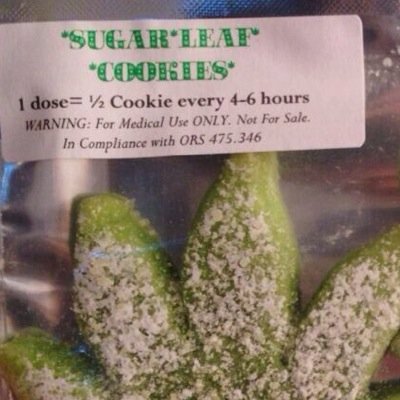 *SUGAR*LEAF*
*COOKIES*
1 dose= ½ Cookie every 4-6 hours
WARNING: For Medical Use ONLY. Not For Sale.
In Compliance with ORS 475.346